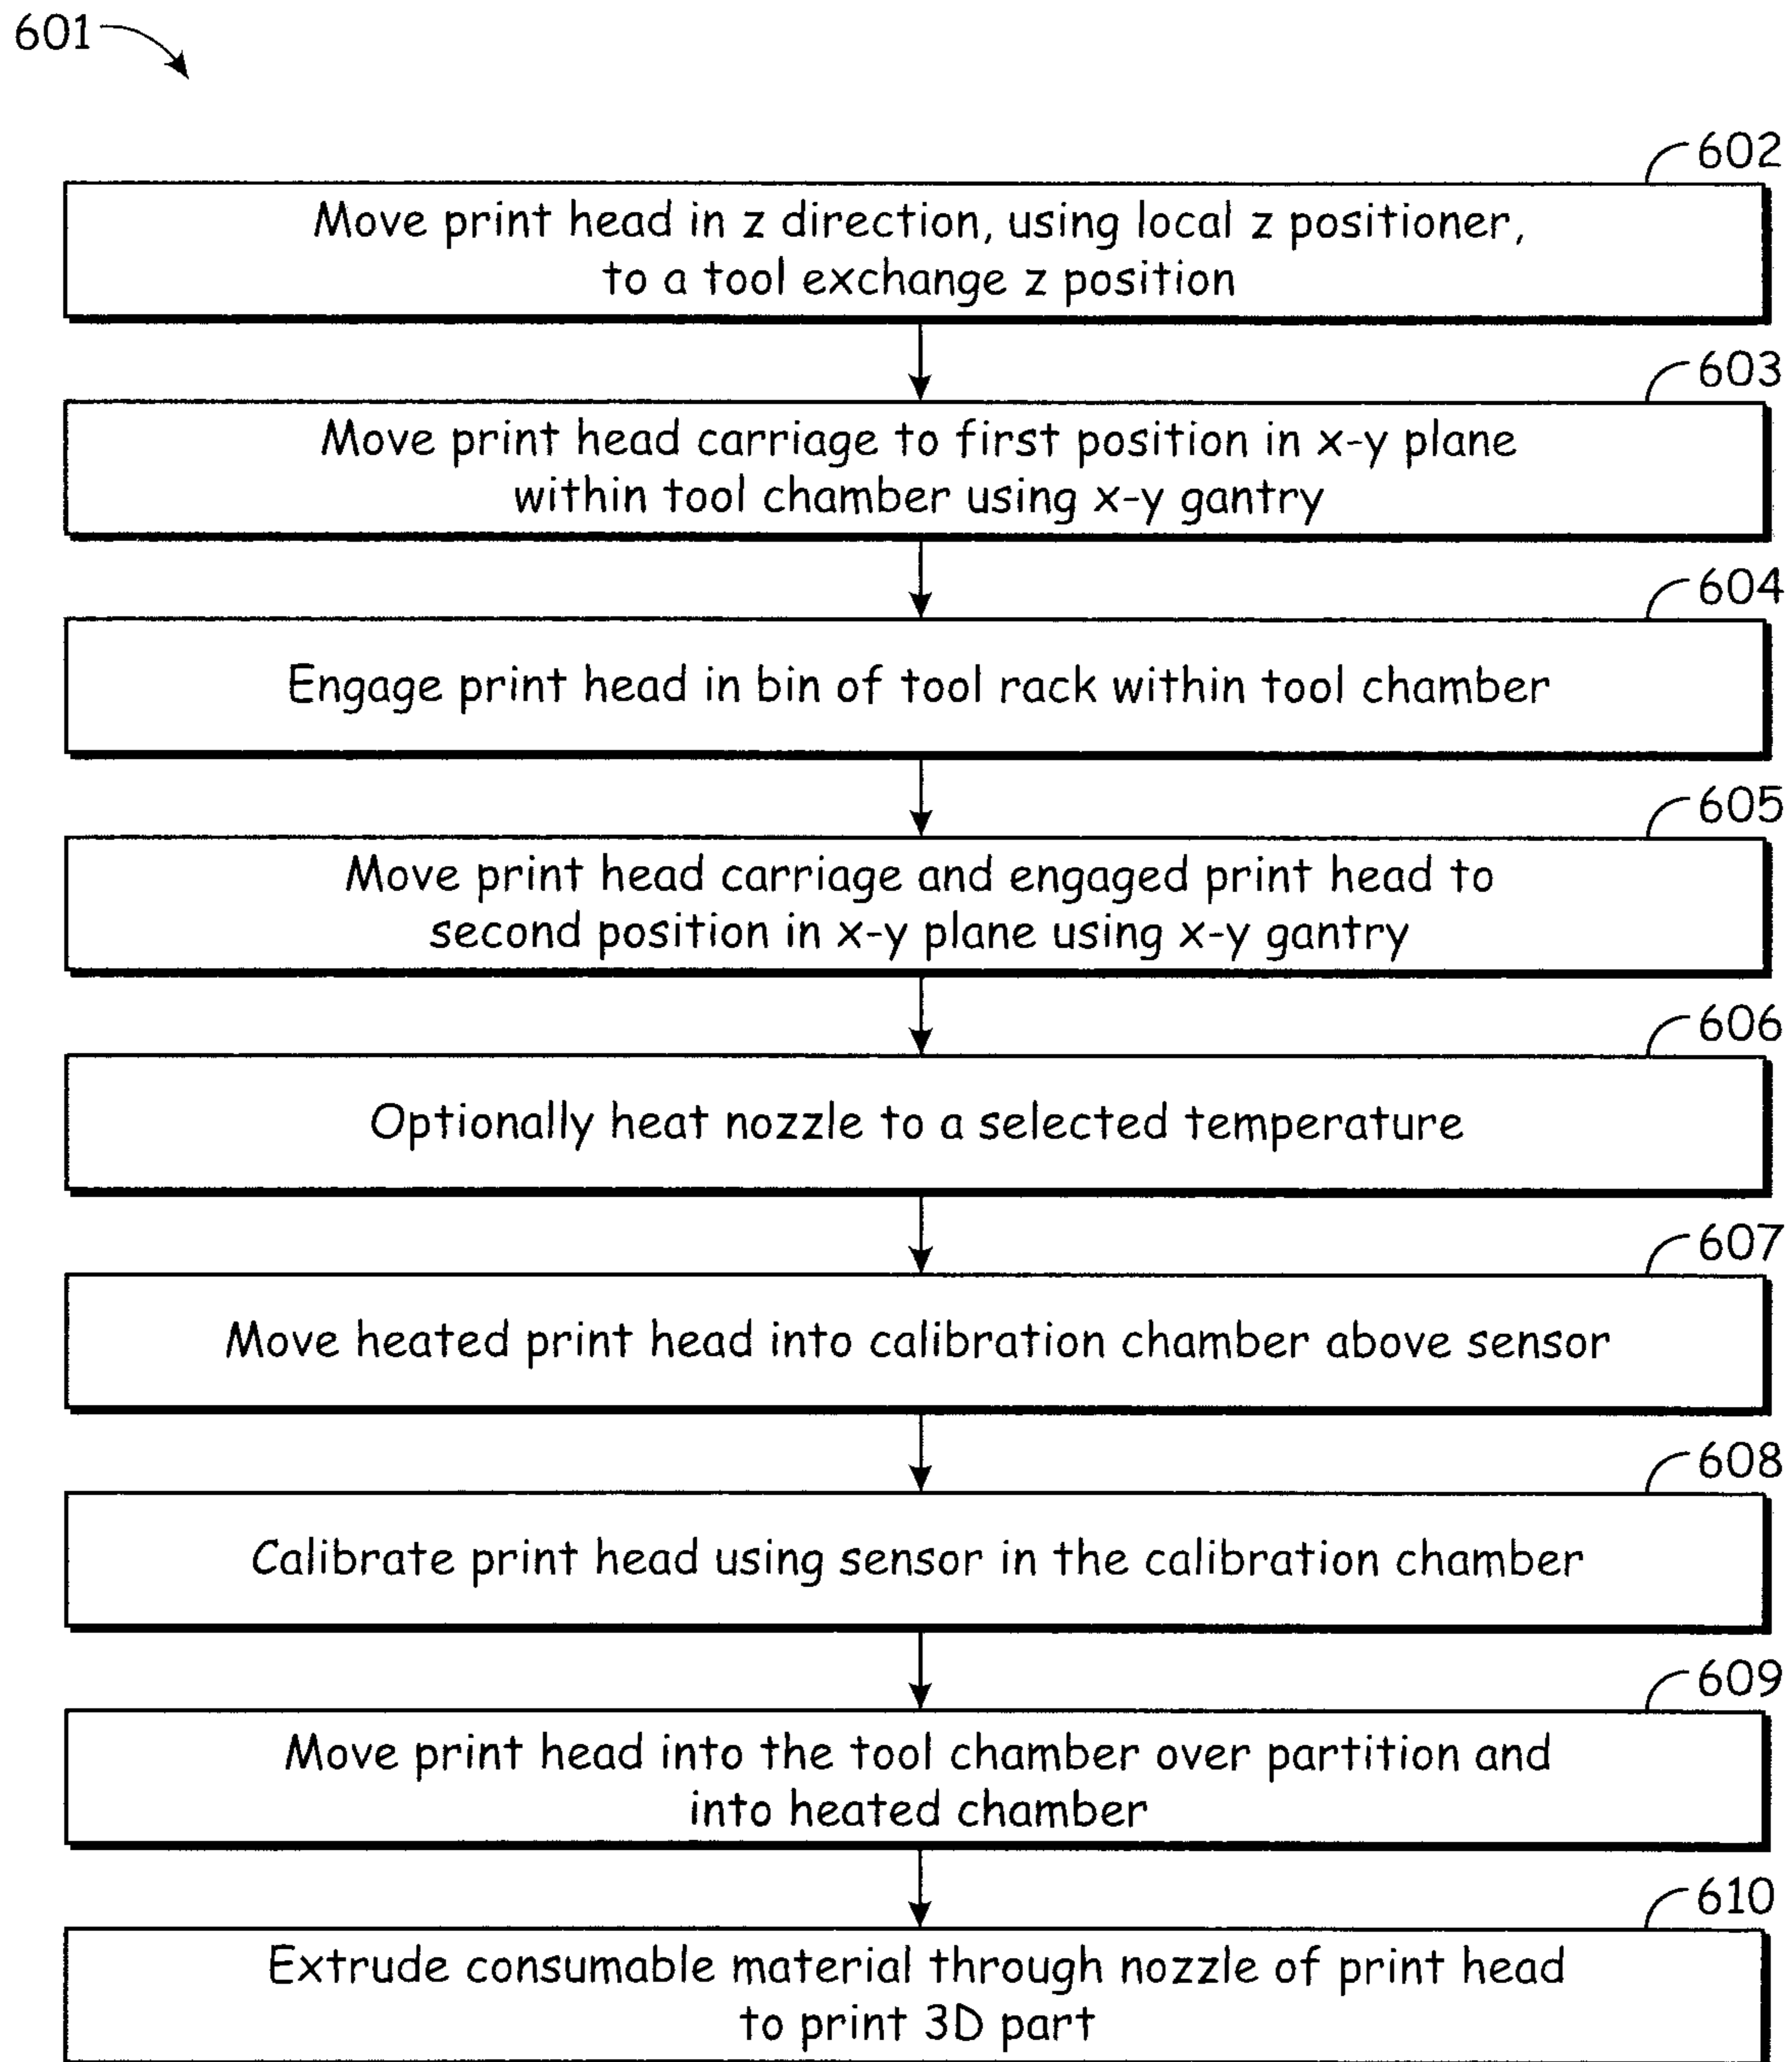 601
602
Move print head in z direction, using local z positioner,
to a tool exchange z position
603
Move print head carriage to first position in x-y plane
within tool chamber using x-y gantry
604
Engage print head in bin of tool rack within tool chamber
605
Move print head carriage and engaged print head to
second position in x-y plane using x-y gantry
606
Optionally heat nozzle to a selected temperature
607
Move heated print head into calibration chamber above sensor
608
Calibrate print head using sensor in the calibration chamber
609
Move print head into the tool chamber over partition and
into heated chamber
610
Extrude consumable material through nozzle of print head
to print 3D part